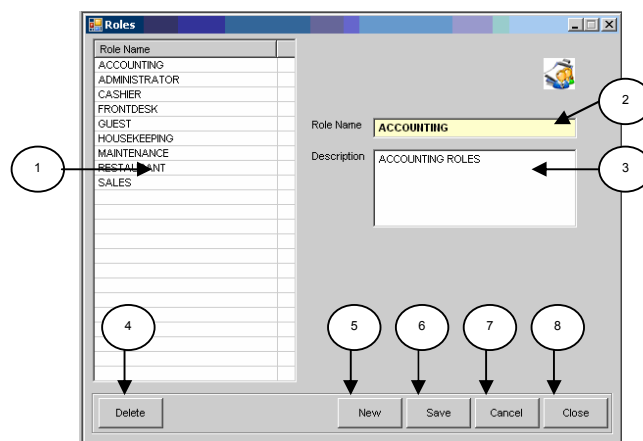 Roles
Role Name
ACCOUNTING
ADMINISTRATOR
CASHIER
FRONTDESK
GUEST
HOUSEKEEPING
MAINTENANCE
RESTAURANT
SALES
Role Name ACCOUNTING
Description ACCOUNTING ROLES
1
2
3
4 5 6 7 8
Delete New Save Cancel Close